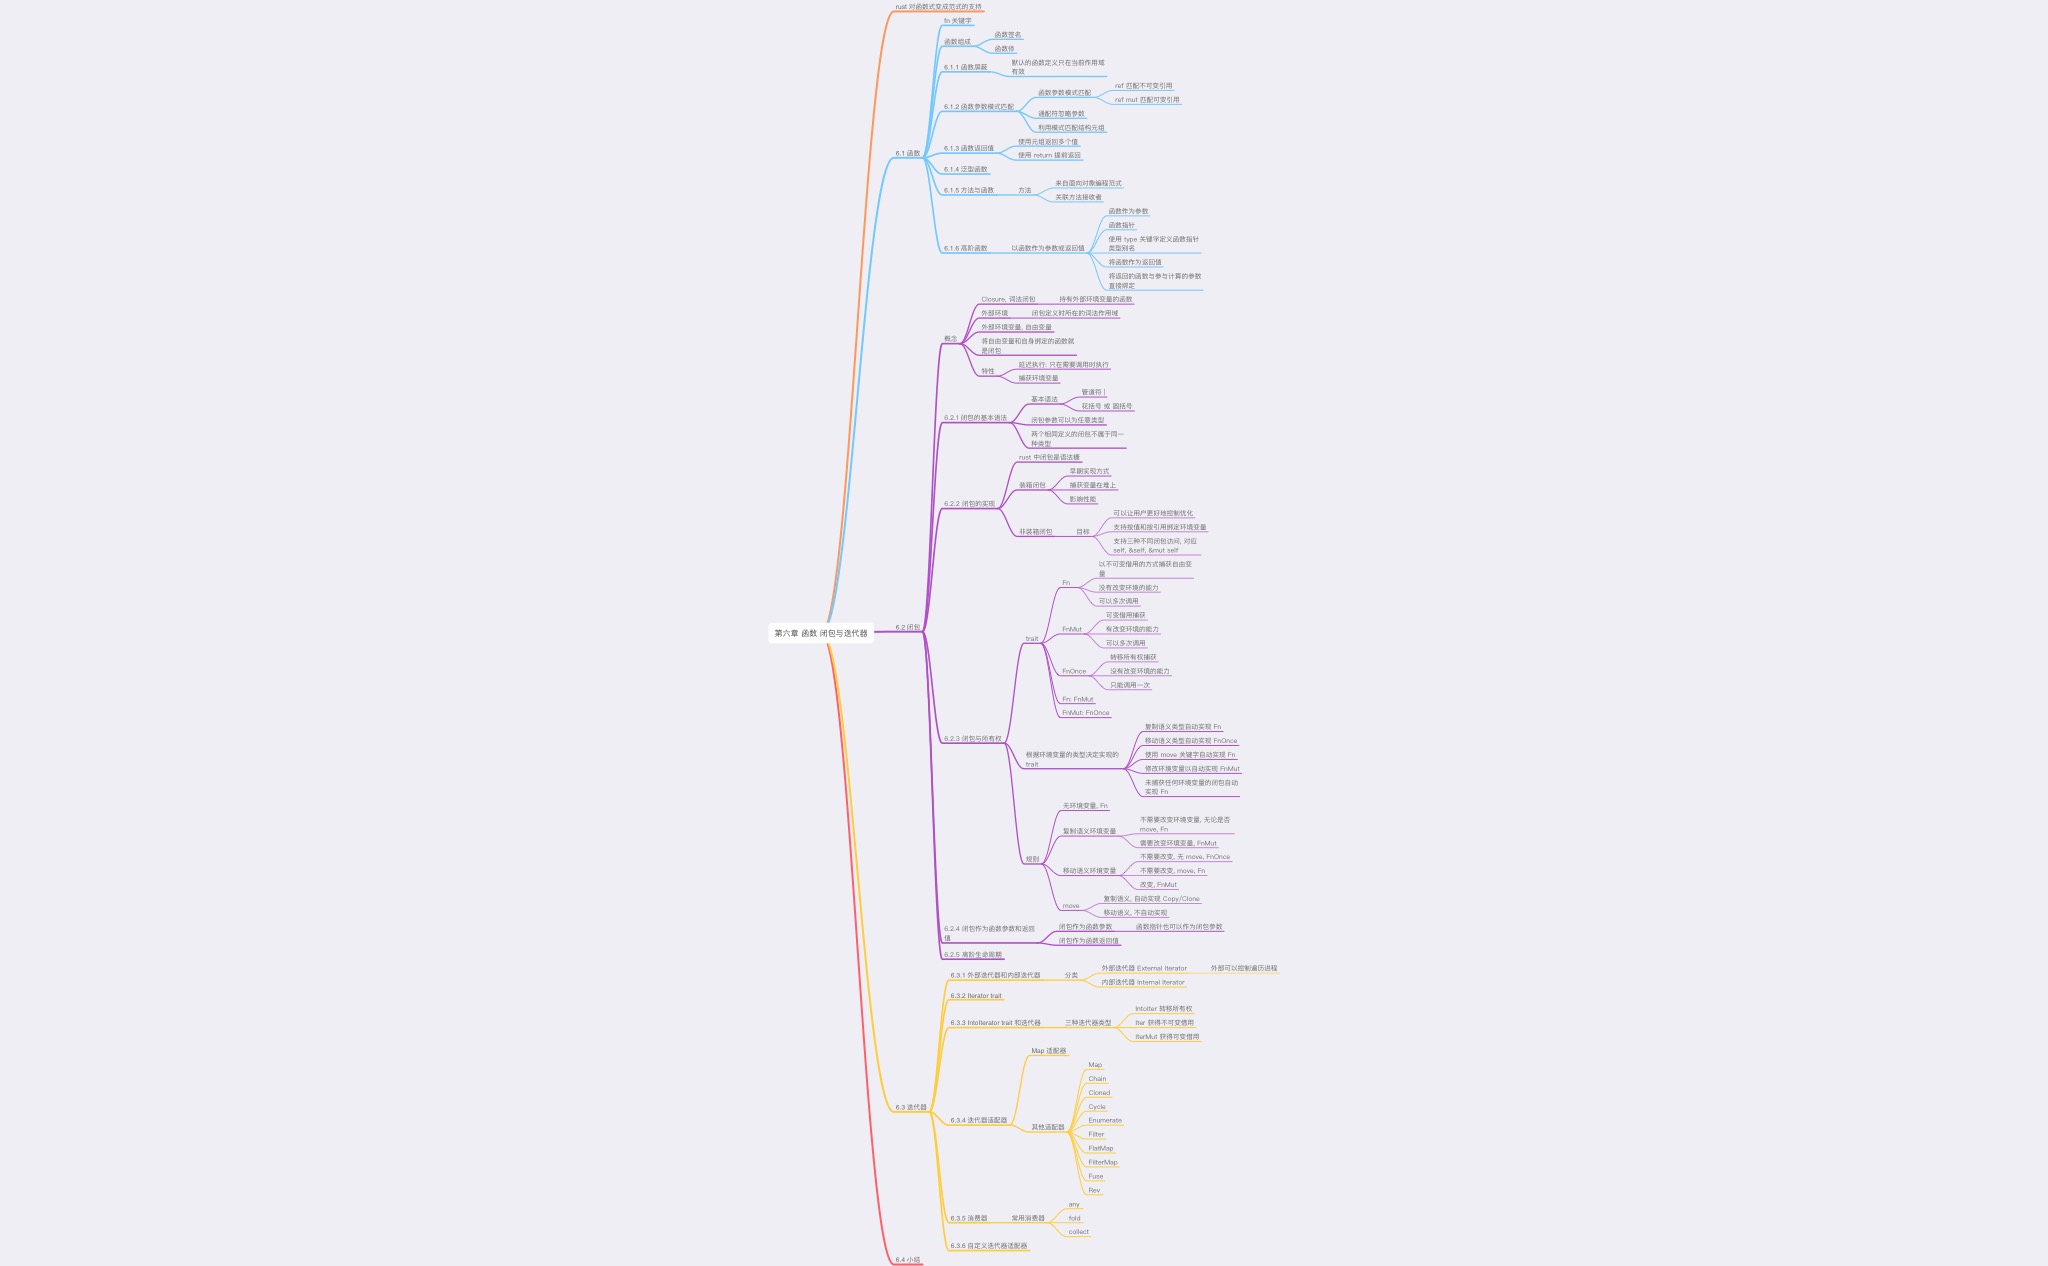 rust 对函数式变成范式的支持
fn 关键字
函数组成
函数签名
函数体
6.1.1 函数屏蔽
默认的函数定义只在当前作用域
有效
6.1.2 函数参数模式匹配
函数参数模式匹配
ref 匹配不可变引用
ref mut 匹配可变引用
通配符忽略参数
利用模式匹配结构元组
6.1 函数
6.1.3 函数返回值
使用元组返回多个值
使用 return 提前返回
6.1.4 泛型函数
6.1.5 方法与函数
方法
来自面向对象编程范式
关联方法接收者
6.1.6 高阶函数
以函数作为参数或返回值
函数作为参数
函数指针
使用 type 关键字定义函数指针
类型别名
将函数作为返回值
将返回的函数与参与计算的参数
直接绑定
概念
Closure, 词法闭包
持有外部环境变量的函数
外部环境
闭包定义时所在的词法作用域
外部环境变量, 自由变量
将自由变量和自身绑定的函数就
是闭包
特性
延迟执行: 只在需要调用时执行
捕获环境变量
6.2.1 闭包的基本语法
基本语法
管道符 |
花括号 或 圆括号
闭包参数可以为任意类型
两个相同定义的闭包不属于同一
种类型
6.2.2 闭包的实现
rust 中闭包是语法糖
装箱闭包
早期实现方式
捕获变量在堆上
影响性能
非装箱闭包
目标
可以让用户更好地控制优化
支持按值和按引用绑定环境变量
支持三种不同闭包访问, 对应
self, &self, &mut self
第六章 函数 闭包与迭代器
6.2 闭包
6.2.3 闭包与所有权
trait
Fn
以不可变借用的方式捕获自由变
量
没有改变环境的能力
可以多次调用
FnMut
可变借用捕获
有改变环境的能力
可以多次调用
FnOnce
转移所有权捕获
没有改变环境的能力
只能调用一次
Fn: FnMut
FnMut: FnOnce
根据环境变量的类型决定实现的
trait
复制语义类型自动实现 Fn
移动语义类型自动实现 FnOnce
使用 move 关键字自动实现 Fn
修改环境变量以自动实现 FnMut
未捕获任何环境变量的闭包自动
实现 Fn
规则
无环境变量, Fn
复制语义环境变量
不需要改变环境变量, 无论是否
move, Fn
需要改变环境变量, FnMut
移动语义环境变量
不需要改变, 无 move, FnOnce
不需要改变, move, Fn
改变, FnMut
move
复制语义, 自动实现 Copy/Clone
移动语义, 不自动实现
6.2.4 闭包作为函数参数和返回
值
闭包作为函数参数
函数指针也可以作为闭包参数
闭包作为函数返回值
6.2.5 高阶生命周期
6.3 迭代器
6.3.1 外部迭代器和内部迭代器
分类
外部迭代器 External Iterator
外部可以控制遍历进程
内部迭代器 Internal Iterator
6.3.2 Iterator trait
6.3.3 IntoIterator trait 和迭代器
三种迭代器类型
IntoIter 转移所有权
Iter 获得不可变借用
IterMut 获得可变借用
6.3.4 迭代器适配器
Map 适配器
其他适配器
Map
Chain
Cloned
Cycle
Enumerate
Filter
FlatMap
FilterMap
Fuse
Rev
6.3.5 消费器
常用消费器
any
fold
collect
6.3.6 自定义迭代器适配器
6.4 小结